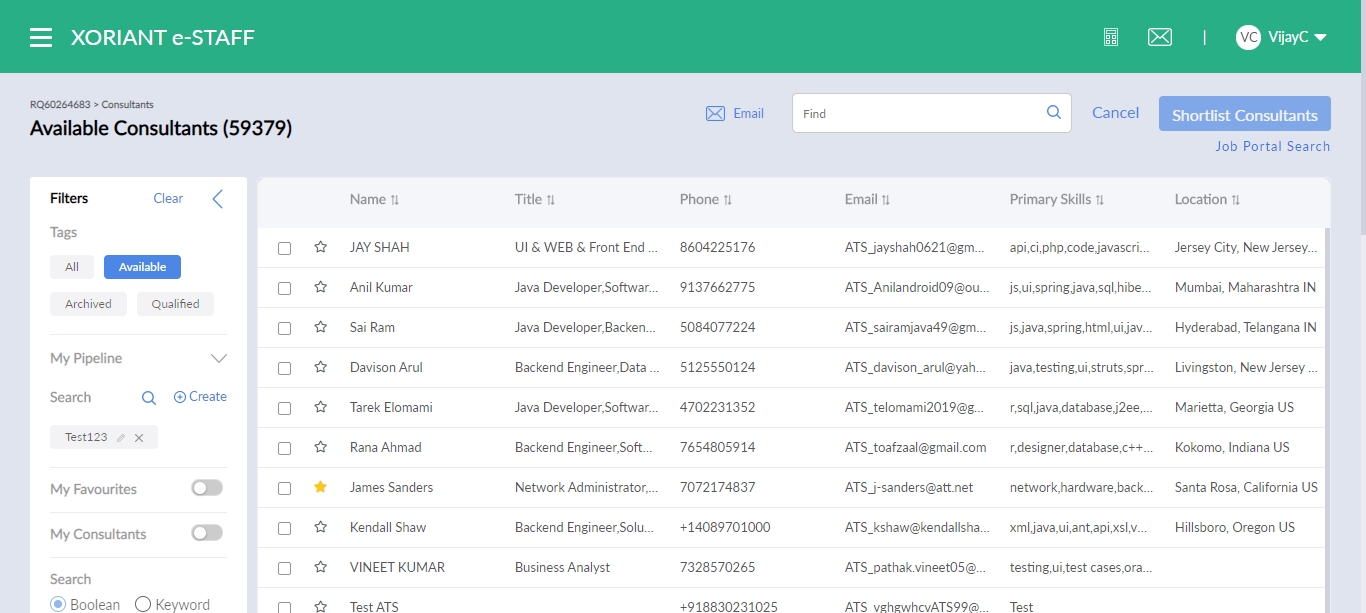 XORIANT e-STAFF
VC VijayC
RQ60264683 > Consultants
Available Consultants (59379)
Email
Find
Cancel
Shortlist Consultants
Job Portal Search
Filters Clear
Tags
All Available
Archived Qualified
My Pipeline
Search Create
Test123
My Favourites
My Consultants
Search
Boolean Keyword
Name Title Phone Email Primary Skills Location
JAY SHAH UI & WEB & Front End ... 8604225176 ATS_jayshah0621@gm... api,ci,php,code,javascri... Jersey City, New Jersey...
Anil Kumar Java Developer,Softwar... 9137662775 ATS_Anilandroid09@ou... js,ui,spring,java,sql,hibe... Mumbai, Maharashtra IN
Sai Ram Java Developer,Backen... 5084077224 ATS_sairamjava49@gm... js,java,spring,html,ui,jav... Hyderabad, Telangana IN
Davison Arul Backend Engineer,Data ... 5125550124 ATS_davison_arul@yah... java,testing,ui,struts,spr... Livingston, New Jersey ...
Tarek Elomami Java Developer,Softwar... 4702231352 ATS_telomami2019@g... r,sql,java,database,j2ee,... Marietta, Georgia US
Rana Ahmad Backend Engineer,Soft... 7654805914 ATS_toafzaal@gmail.com r,designer,database,c++... Kokomo, Indiana US
James Sanders Network Administrator,... 7072174837 ATS_j-sanders@att.net network,hardware,back... Santa Rosa, California US
Kendall Shaw Backend Engineer,Solu... +14089701000 ATS_kshaw@kendallsha... xml,java,ui,ant,api,xsl,v... Hillsboro, Oregon US
VINEET KUMAR Business Analyst 7328570265 ATS_pathak.vineet05@... testing,ui,test cases,ora...
Test ATS +918830231025 ATS_vghgwhcvATS99@... Test